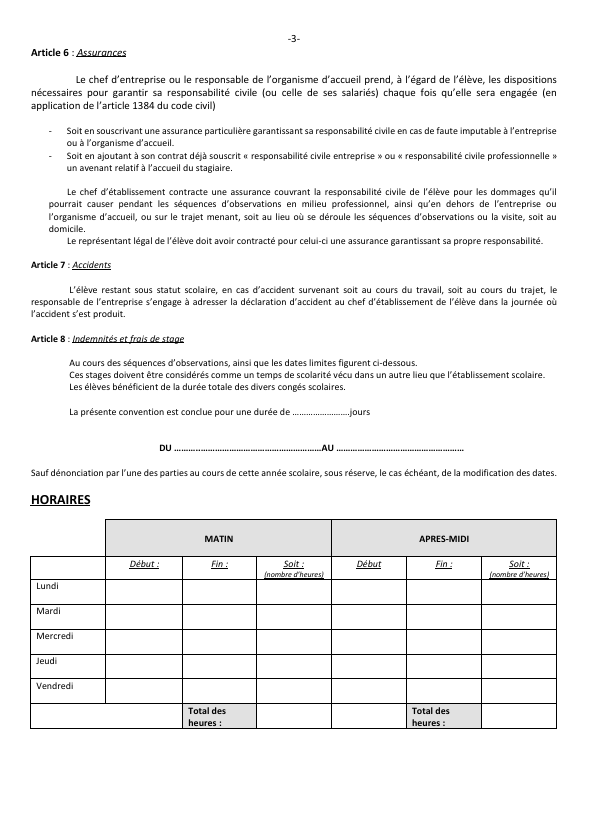 -3-
Article 6 : Assurances
Le chef d’entreprise ou le responsable de l’organisme d’accueil prend, à l’égard de l’élève, les dispositions
nécessaires pour garantir sa responsabilité civile (ou celle de ses salariés) chaque fois qu’elle sera engagée (en
application de l’article 1384 du code civil)
- Soit en souscrivant une assurance particulière garantissant sa responsabilité civile en cas de faute imputable à l’entreprise
ou à l’organisme d’accueil.
- Soit en ajoutant à son contrat déjà souscrit « responsabilité civile entreprise » ou « responsabilité civile professionnelle »
un avenant relatif à l’accueil du stagiaire.
Le chef d’établissement contracte une assurance couvrant la responsabilité civile de l’élève pour les dommages qu’il
pourrait causer pendant les séquences d’observations en milieu professionnel, ainsi qu’en dehors de l’entreprise ou
l’organisme d’accueil, ou sur le trajet menant, soit au lieu où se déroule les séquences d’observations ou la visite, soit au
domicile.
Le représentant légal de l’élève doit avoir contracté pour celui-ci une assurance garantissant sa propre responsabilité.
Article 7 : Accidents
L’élève restant sous statut scolaire, en cas d’accident survenant soit au cours du travail, soit au cours du trajet, le
responsable de l’entreprise s’engage à adresser la déclaration d’accident au chef d’établissement de l’élève dans la journée où
l’accident s’est produit.
Article 8 : Indemnités et frais de stage
Au cours des séquences d’observations, ainsi que les dates limites figurent ci-dessous.
Ces stages doivent être considérés comme un temps de scolarité vécu dans un autre lieu que l’établissement scolaire.
Les élèves bénéficient de la durée totale des divers congés scolaires.
La présente convention est conclue pour une durée de …………………….jours
DU ……………………………………………………AU ………………………………………………
Sauf dénonciation par l’une des parties au cours de cette année scolaire, sous réserve, le cas échéant, de la modification des dates.
HORAIRES
MATIN APRES-MIDI
Début : Fin : Soit : Début Fin : Soit :
(nombre d’heures) (nombre d’heures)
Lundi
Mardi
Mercredi
Jeudi
Vendredi
Total des Total des
heures : heures :